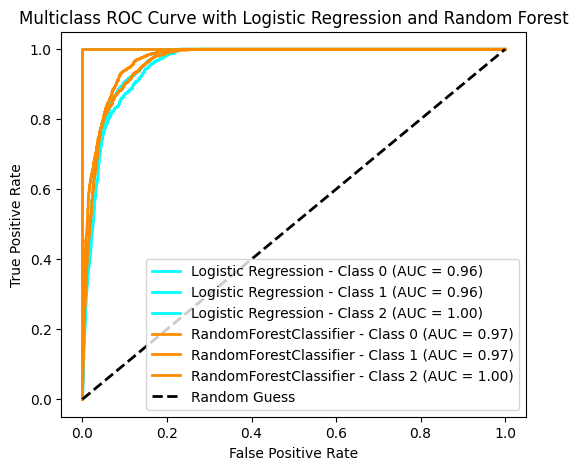 Multiclass ROC Curve with Logistic Regression and Random Forest
True Positive Rate
1.0
0.8
0.6
0.4
0.2
0.0
Logistic Regression - Class 0 (AUC = 0.96)
Logistic Regression - Class 1 (AUC = 0.96)
Logistic Regression - Class 2 (AUC = 1.00)
RandomForestClassifier - Class 0 (AUC = 0.97)
RandomForestClassifier - Class 1 (AUC = 0.97)
RandomForestClassifier - Class 2 (AUC = 1.00)
Random Guess
0.0 0.2 0.4 0.6 0.8 1.0
False Positive Rate